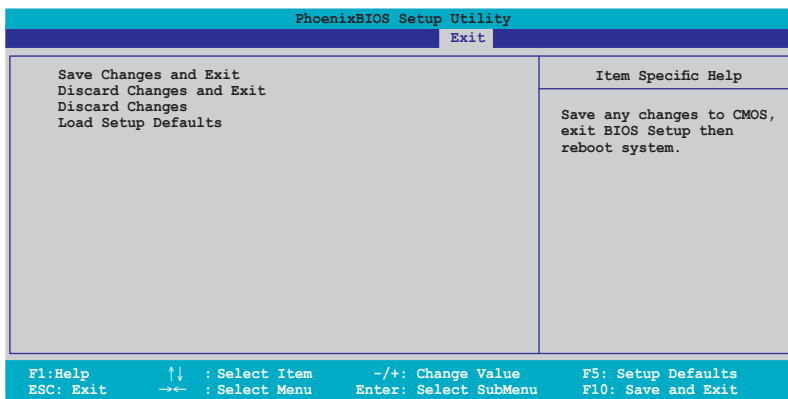 PhoenixBIOS Setup Utility
Exit
Save Changes and Exit
Discard Changes and Exit
Discard Changes
Load Setup Defaults
Item Specific Help
Save any changes to CMOS,
exit BIOS Setup then
reboot system.
F1:Help ↑↓ : Select Item -/+: Change Value F5: Setup Defaults
ESC: Exit →← : Select Menu Enter: Select SubMenu F10: Save and Exit